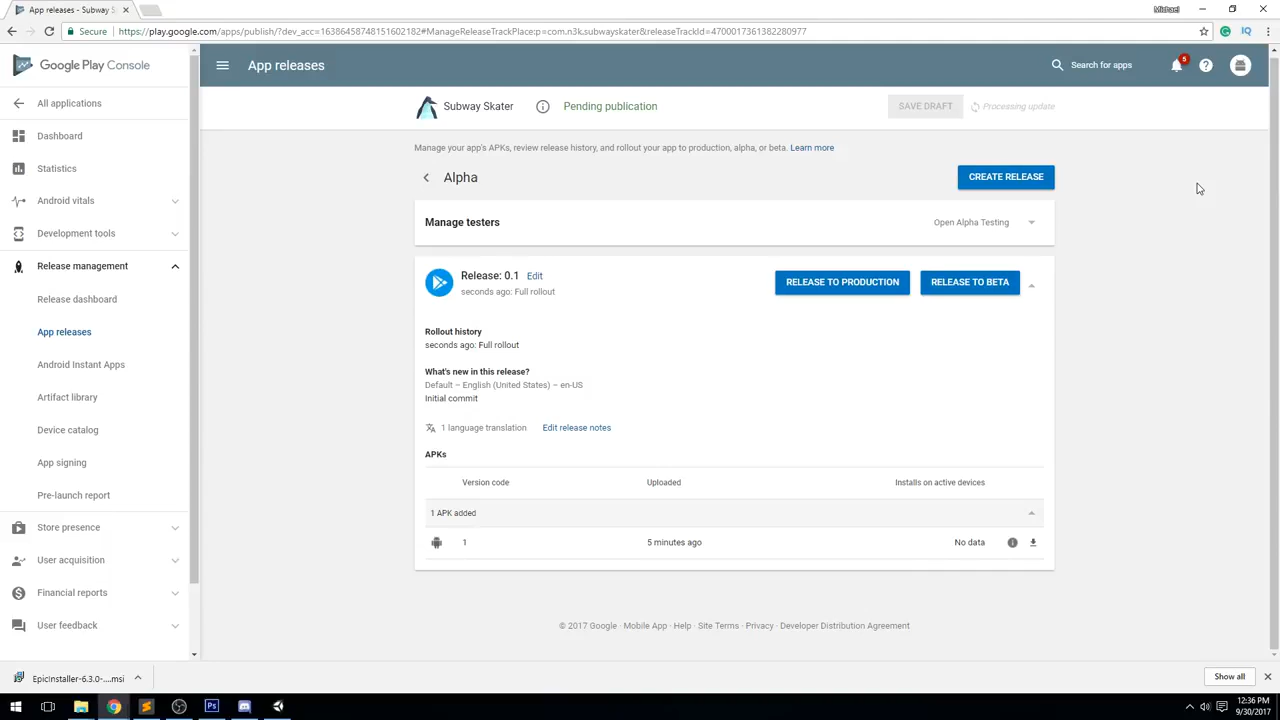 App releases - Subway S
Michael
Secure
https://play.google.com/apps/publish/?dev_acc=16386458748151602182#ManageReleaseTrackPlace:p=com.n3k.subwayskater&releaseTrackId=4700017361382280977
Google Play Console
App releases
Search for apps
5
All applications
Subway Skater
Pending publication
SAVE DRAFT
Processing update
Dashboard
Statistics
Android vitals
Development tools
Release management
Release dashboard
App releases
Android Instant Apps
Artifact library
Device catalog
App signing
Pre-launch report
Store presence
User acquisition
Financial reports
User feedback
Manage your app's APKs, review release history, and rollout your app to production, alpha, or beta. Learn more
Alpha
CREATE RELEASE
Manage testers
Open Alpha Testing
Release: 0.1 Edit
seconds ago: Full rollout
RELEASE TO PRODUCTION
RELEASE TO BETA
Rollout history
seconds ago: Full rollout
What's new in this release?
Default – English (United States) – en-US
Initial commit
1 language translation
Edit release notes
APKs
Version code
Uploaded
Installs on active devices
1 APK added
1
5 minutes ago
No data
© 2017 Google · Mobile App · Help · Site Terms · Privacy · Developer Distribution Agreement
EpicInstaller-6.3.0-....msi
Show all
12:36 PM
9/30/2017